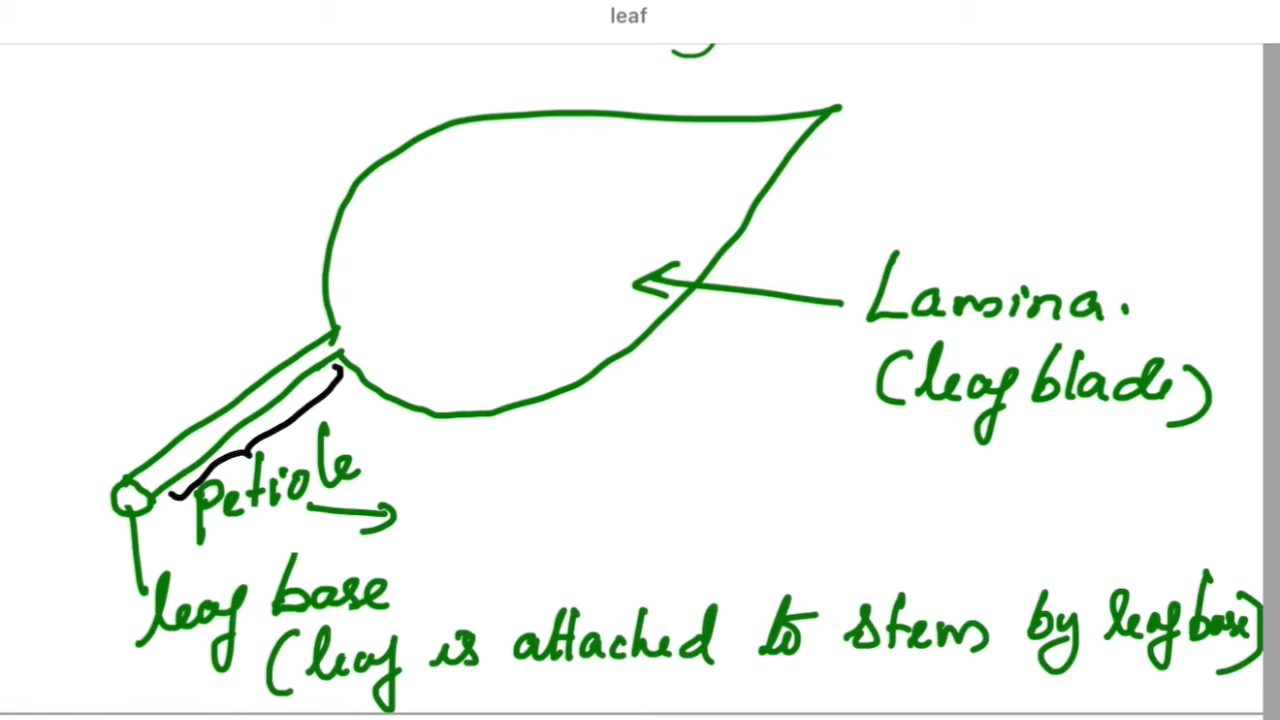 leaf
Lamina.
(leaf blade)
petiole
leaf base
(leaf is attached to stem by leaf base)